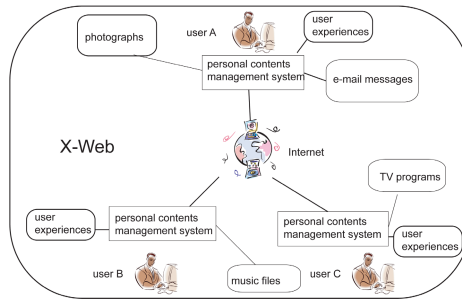 user A
user
experiences
photographs
personal contents
management system
e-mail messages
X-Web
Internet
TV programs
user
experiences
personal contents
management system
personal contents
management system
user
experiences
user B
music files
user C